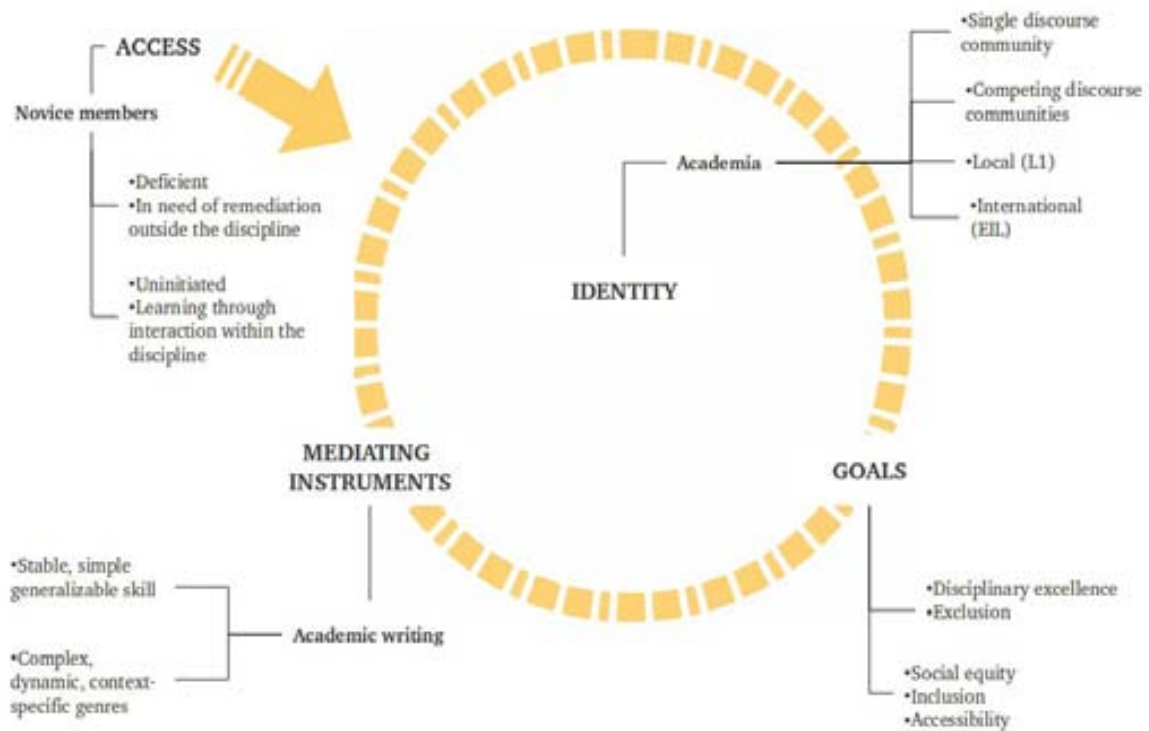 ACCESS
Novice members
•Deficient
•In need of remediation
outside the discipline
•Uninitiated
•Learning through
interaction within the
discipline
•Single discourse
community
•Competing discourse
communities
•Local (L1)
•International
(EIL)
Academia
IDENTITY
MEDIATING
INSTRUMENTS
•Stable, simple
generalizable skill
•Complex,
dynamic, context-
specific genres
Academic writing
GOALS
•Disciplinary excellence
•Exclusion
•Social equity
•Inclusion
•Accessibility